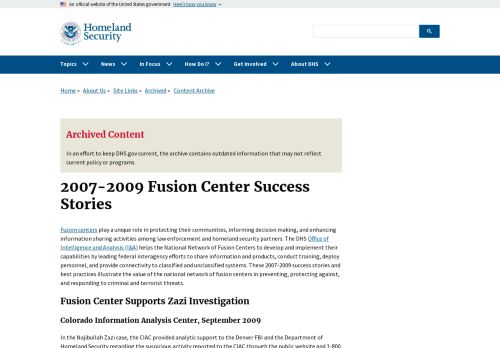 An official website of the United States government Here's how you know
Homeland
Security
Topics News In Focus How Do I? Get Involved About DHS
Home » About Us » Site Links » Archived » Content Archive
Archived Content
In an effort to keep DHS.gov current, the archive contains outdated information that may not reflect
current policy or programs.
2007-2009 Fusion Center Success
Stories
Fusion centers play a unique role in protecting their communities, informing decision making, and enhancing
information sharing activities among law enforcement and homeland security partners. The DHS Office of
Intelligence and Analysis (I&A) helps the National Network of Fusion Centers to develop and implement their
capabilities by leading federal interagency efforts to share information and products, conduct training, deploy
personnel, and provide connectivity to classified and unclassified systems. These 2007-2009 success stories and
best practices illustrate the value of the national network of fusion centers in preventing, protecting against,
and responding to criminal and terrorist threats.
Fusion Center Supports Zazi Investigation
Colorado Information Analysis Center, September 2009
In the Najibullah Zazi case, the CIAC provided analytic support to the Denver FBI and the Department of
Homeland Security regarding the suspicious activity reported to the CIAC through the public website and 1-800